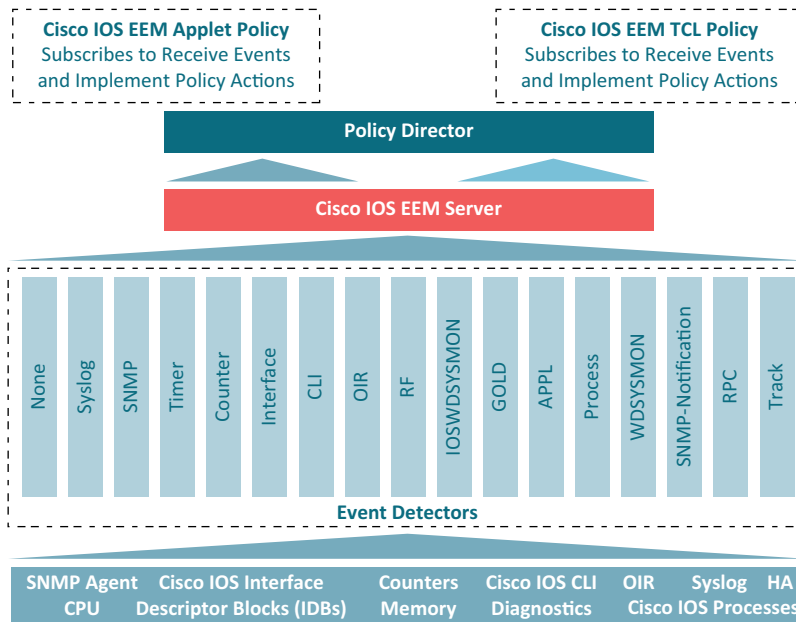 Cisco IOS EEM Applet Policy
Subscribes to Receive Events
and Implement Policy Actions
Cisco IOS EEM TCL Policy
Subscribes to Receive Events
and Implement Policy Actions
Policy Director
Cisco IOS EEM Server
None
Syslog
SNMP
Timer
Counter
Interface
CLI
OIR
RF
IOSWDSYSMON
GOLD
APPL
Process
WDSYSMON
SNMP-Notification
RPC
Track
Event Detectors
SNMP Agent
CPU
Cisco IOS Interface
Descriptor Blocks (IDBs)
Counters
Memory
Cisco IOS CLI
Diagnostics
OIR
Syslog
HA
Cisco IOS Processes